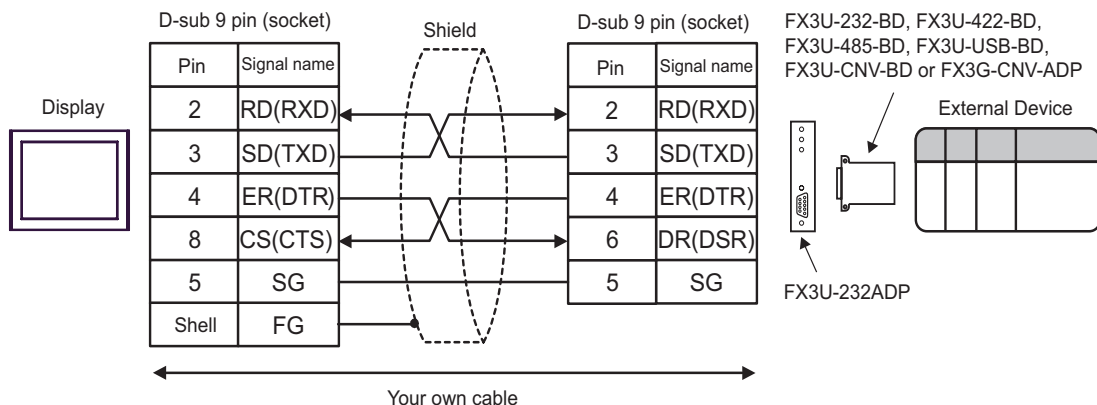 D-sub 9 pin (socket)
Shield
D-sub 9 pin (socket)
FX3U-232-BD, FX3U-422-BD,
FX3U-485-BD, FX3U-USB-BD,
FX3U-CNV-BD or FX3G-CNV-ADP
Display
External Device
Pin Signal name
2 RD(RXD)
3 SD(TXD)
4 ER(DTR)
8 CS(CTS)
5 SG
Shell FG
Pin Signal name
2 RD(RXD)
3 SD(TXD)
4 ER(DTR)
6 DR(DSR)
5 SG
FX3U-232ADP
Your own cable